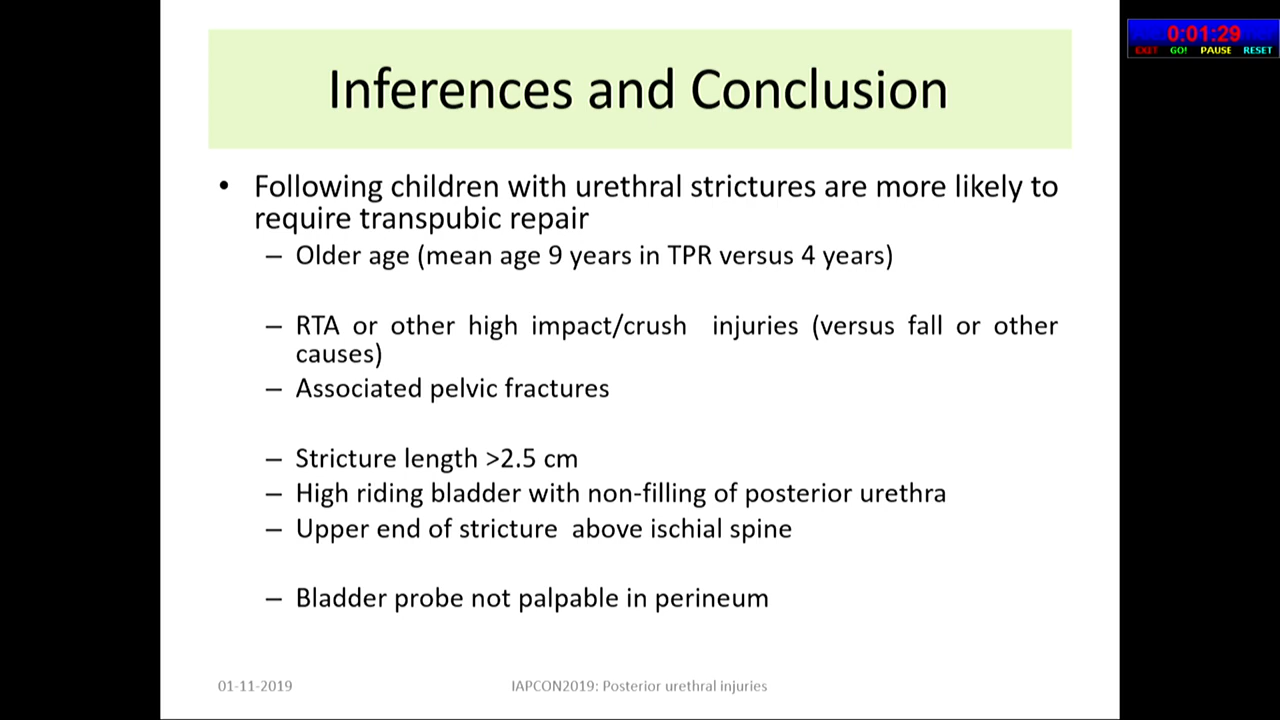 Inferences and Conclusion
• Following children with urethral strictures are more likely to
require transpubic repair
– Older age (mean age 9 years in TPR versus 4 years)
– RTA or other high impact/crush injuries (versus fall or other
causes)
– Associated pelvic fractures
– Stricture length >2.5 cm
– High riding bladder with non-filling of posterior urethra
– Upper end of stricture above ischial spine
– Bladder probe not palpable in perineum
01-11-2019 IAPCON2019: Posterior urethral injuries
0:01:29
EXIT GO! PAUSE RESET